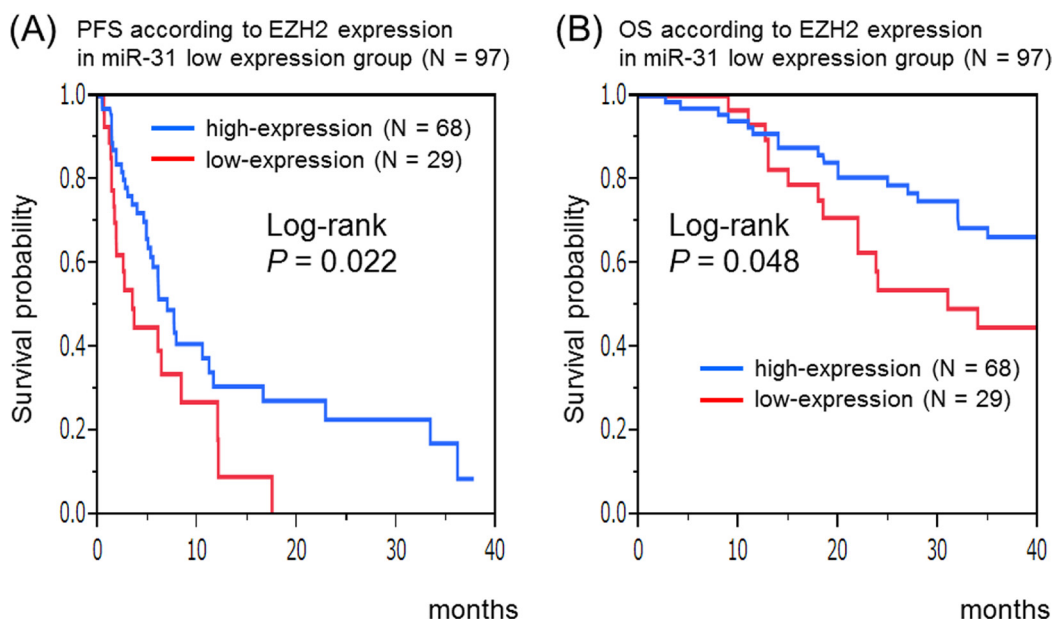 (A) PFS according to EZH2 expression
in miR-31 low expression group (N = 97)
1.0
0.8
0.6
0.4
0.2
0.0
Survival probability
high-expression (N = 68)
low-expression (N = 29)
Log-rank
P = 0.022
0 10 20 30 40
months
(B) OS according to EZH2 expression
in miR-31 low expression group (N = 97)
1.0
0.8
0.6
0.4
0.2
0.0
Survival probability
Log-rank
P = 0.048
high-expression (N = 68)
low-expression (N = 29)
0 10 20 30 40
months